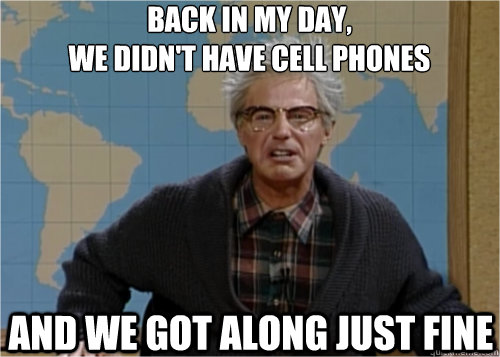 BACK IN MY DAY,
WE DIDN'T HAVE CELL PHONES
AND WE GOT ALONG JUST FINE